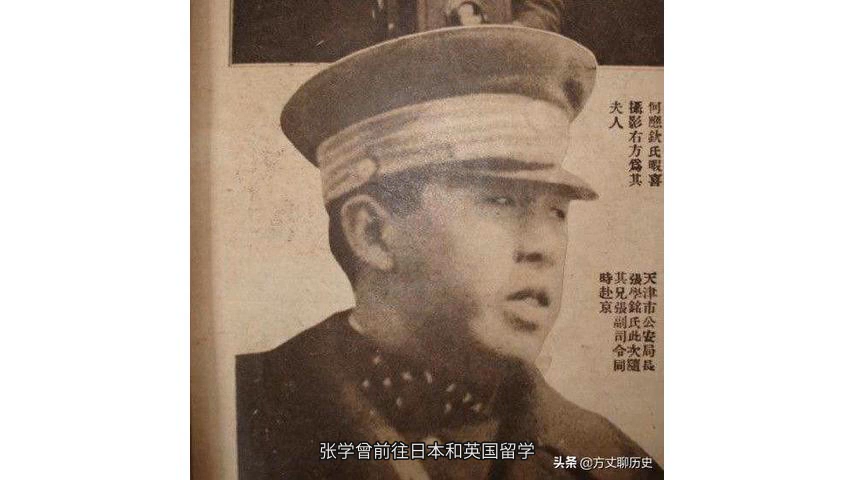 何應欽氏暇喜
攝影右方爲其
夫人
天津市公安局長
張學銘氏此次隨
其兄張副司令同
時赴京
张学曾前往日本和英国留学
头条 @方丈聊历史